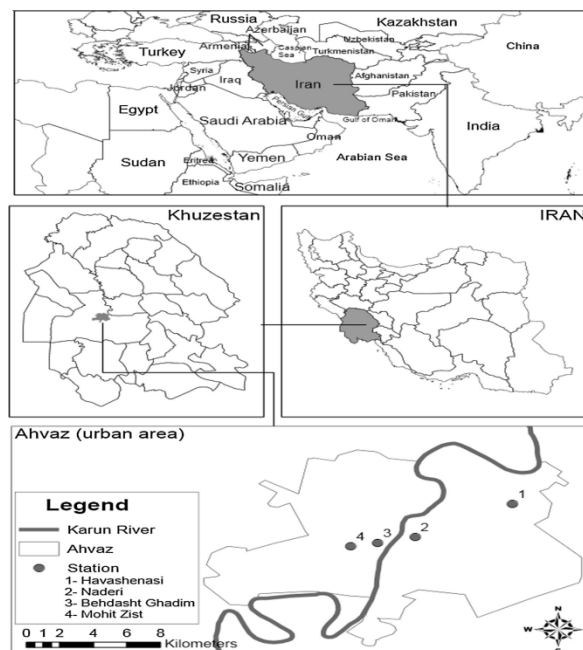 Russia
Kazakhstan
Azerbaijan
Uzbekistan
China
Turkey
Armenia
Caspian
Sea
Turkmenistan
Syria
Iraq
Iran
Afghanistan
Jordan
Pakistan
Egypt
Persian Gulf
Saudi Arabia
Gulf of Oman
India
Oman
Sudan
Eritrea
Yemen
Arabian Sea
Ethiopia
Somalia
Khuzestan
IRAN
Ahvaz (urban area)
Legend
Karun River
Ahvaz
Station
1- Havashenasi
2- Naderi
3- Behdasht Ghadim
4- Mohit Zist
0 1 2 4 6 8
Kilometers
1
2
3
4
N
W E
S